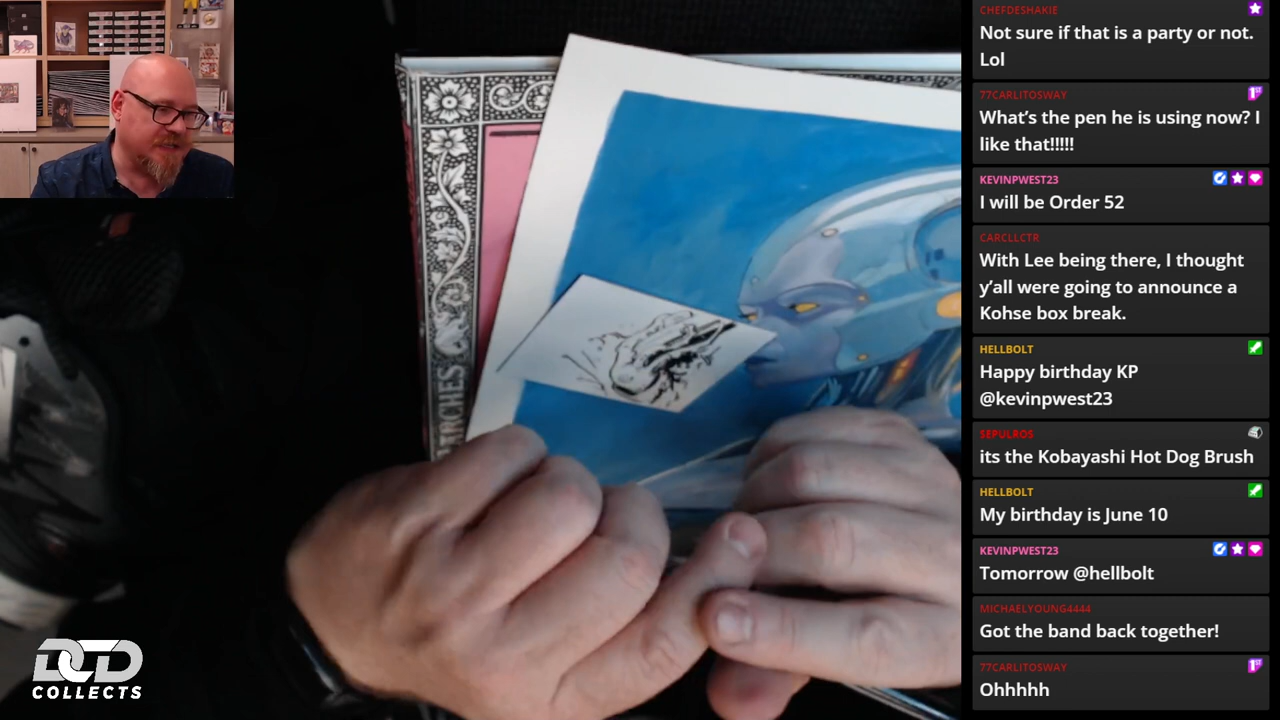 ARCHES
DCD
COLLECTS
CHEFDESHAKIE
Not sure if that is a party or not.
Lol
77CARLITOSWAY
What’s the pen he is using now? I
like that!!!!!
KEVINPWEST23
I will be Order 52
CARCLLCTR
With Lee being there, I thought
y’all were going to announce a
Kohse box break.
HELLBOLT
Happy birthday KP
@kevinpwest23
SEPULROS
its the Kobayashi Hot Dog Brush
HELLBOLT
My birthday is June 10
KEVINPWEST23
Tomorrow @hellbolt
MICHAELYOUNG4444
Got the band back together!
77CARLITOSWAY
Ohhhhh